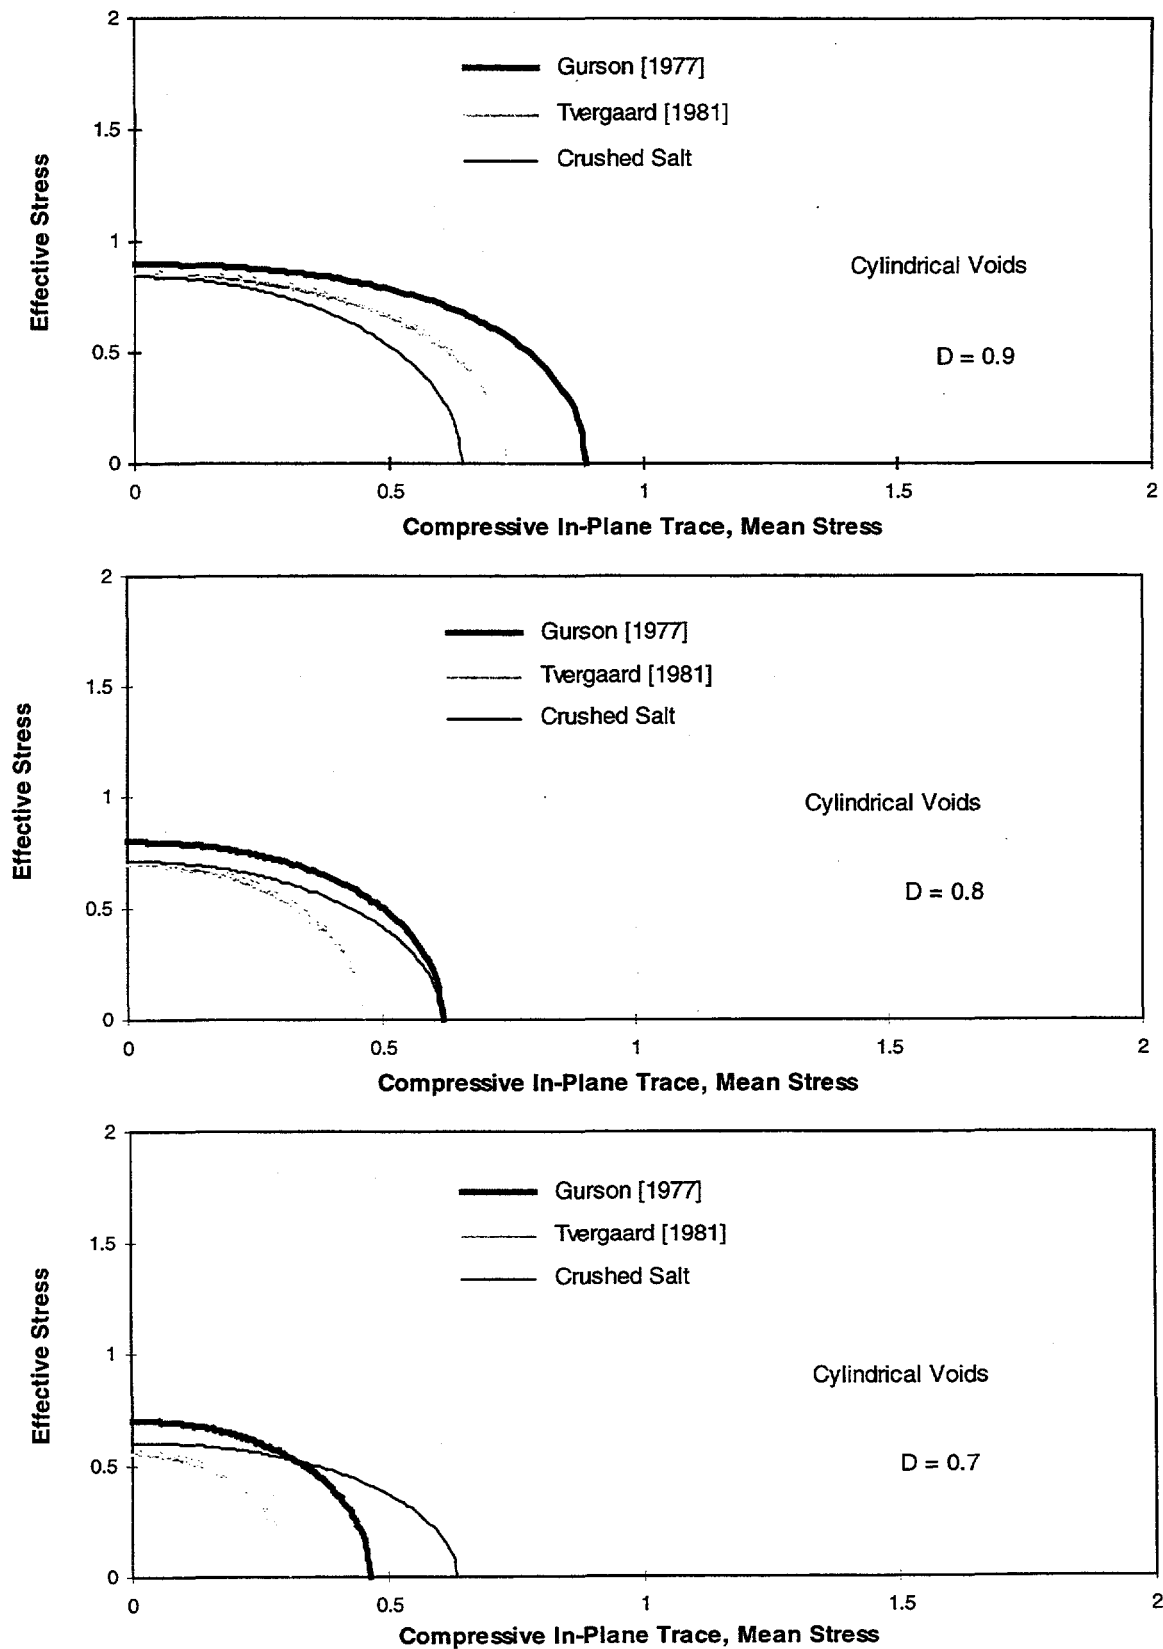 2
Gurson [1977]
Tvergaard [1981]
1.5
Crushed Salt
Effective Stress
1
Cylindrical Voids
0.5
D = 0.9
0
0 0.5 1 1.5 2
Compressive In-Plane Trace, Mean Stress
2
Gurson [1977]
Tvergaard [1981]
1.5
Crushed Salt
Effective Stress
1
Cylindrical Voids
D = 0.8
0.5
0
0 0.5 1 1.5 2
Compressive In-Plane Trace, Mean Stress
2
Gurson [1977]
Tvergaard [1981]
1.5
Crushed Salt
Effective Stress
1
Cylindrical Voids
0.5
D = 0.7
0
0 0.5 1 1.5 2
Compressive In-Plane Trace, Mean Stress